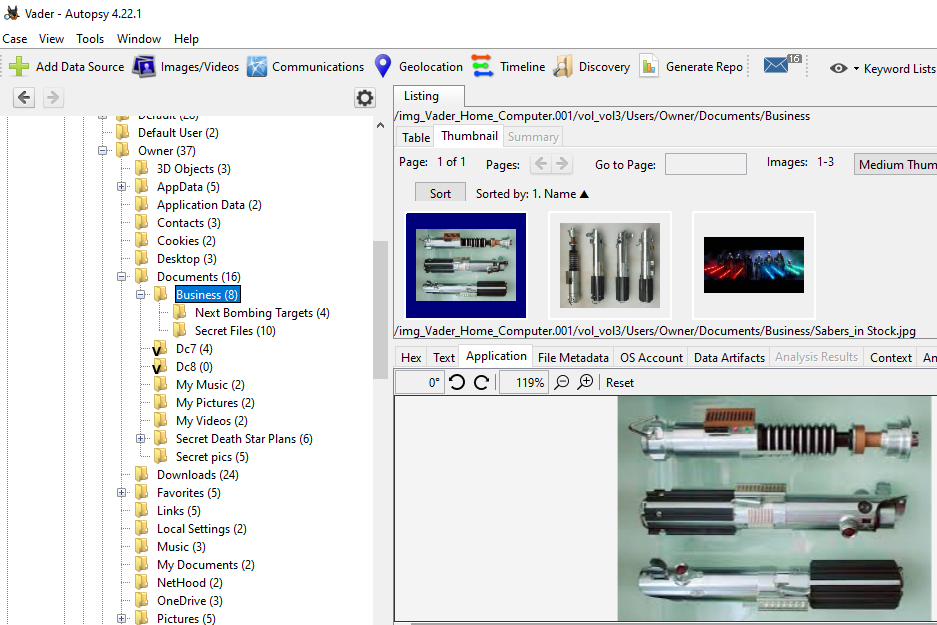 Vader - Autopsy 4.22.1
Case View Tools Window Help
Add Data Source Images/Videos Communications Geolocation Timeline Discovery Generate Repo 16 Keyword Lists
Listing
/img_Vader_Home_Computer.001/vol_vol3/Users/Owner/Documents/Business
Table Thumbnail Summary
Page: 1 of 1 Pages: Go to Page: Images: 1-3 Medium Thum
Sort Sorted by: 1. Name ▲
/img_Vader_Home_Computer.001/vol_vol3/Users/Owner/Documents/Business/Sabers_in Stock.jpg
Hex Text Application File Metadata OS Account Data Artifacts Analysis Results Context An
0° 119% Reset
Default User (2)
Owner (37)
3D Objects (3)
AppData (5)
Application Data (2)
Contacts (3)
Cookies (2)
Desktop (3)
Documents (16)
Business (8)
Next Bombing Targets (4)
Secret Files (10)
Dc7 (4)
Dc8 (0)
My Music (2)
My Pictures (2)
My Videos (2)
Secret Death Star Plans (6)
Secret pics (5)
Downloads (24)
Favorites (5)
Links (5)
Local Settings (2)
Music (3)
My Documents (2)
NetHood (2)
OneDrive (3)
Pictures (5)